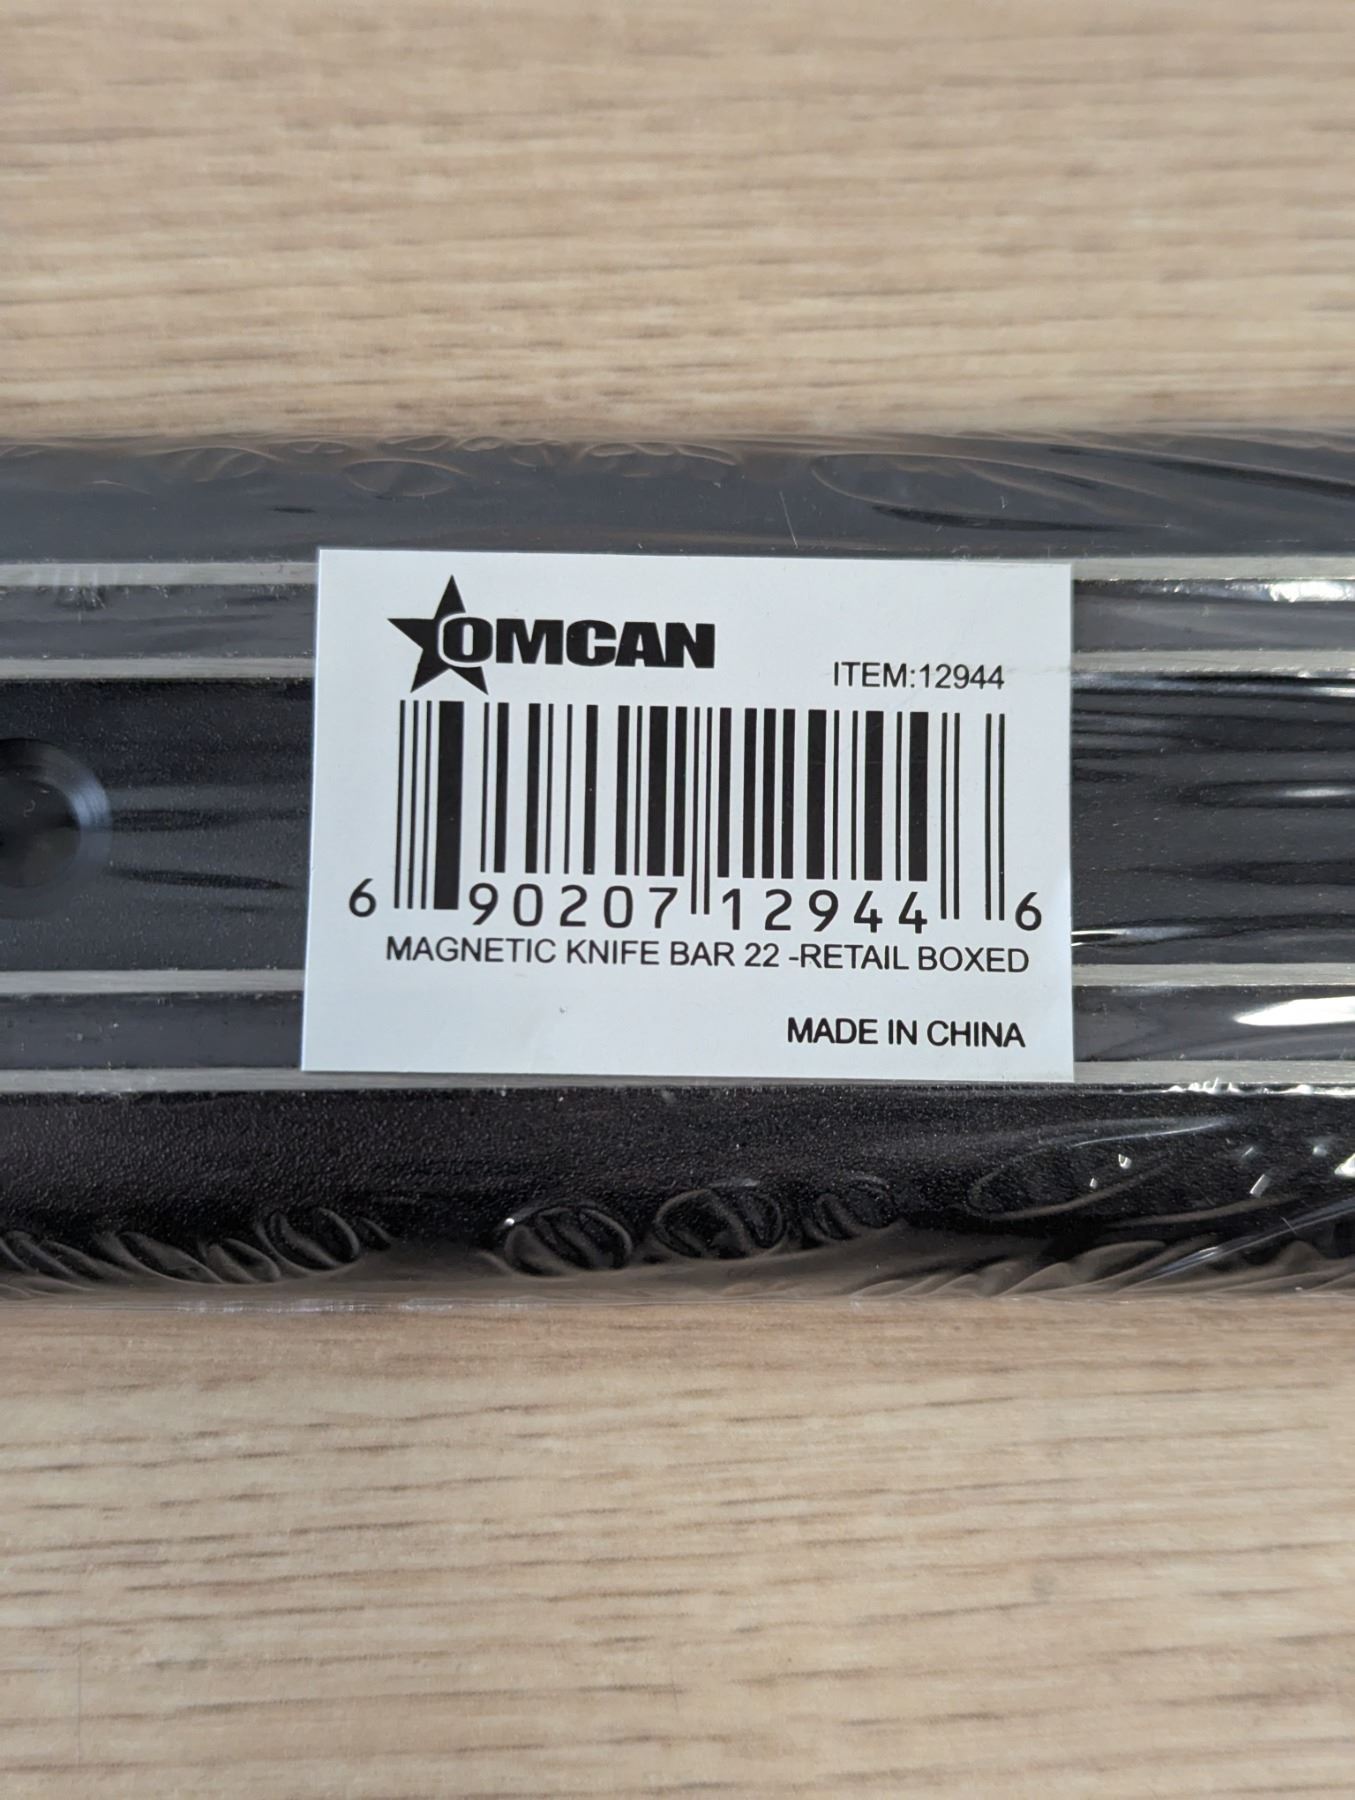 OMCAN
ITEM:12944
6 90207 12944 6
MAGNETIC KNIFE BAR 22 -RETAIL BOXED
MADE IN CHINA